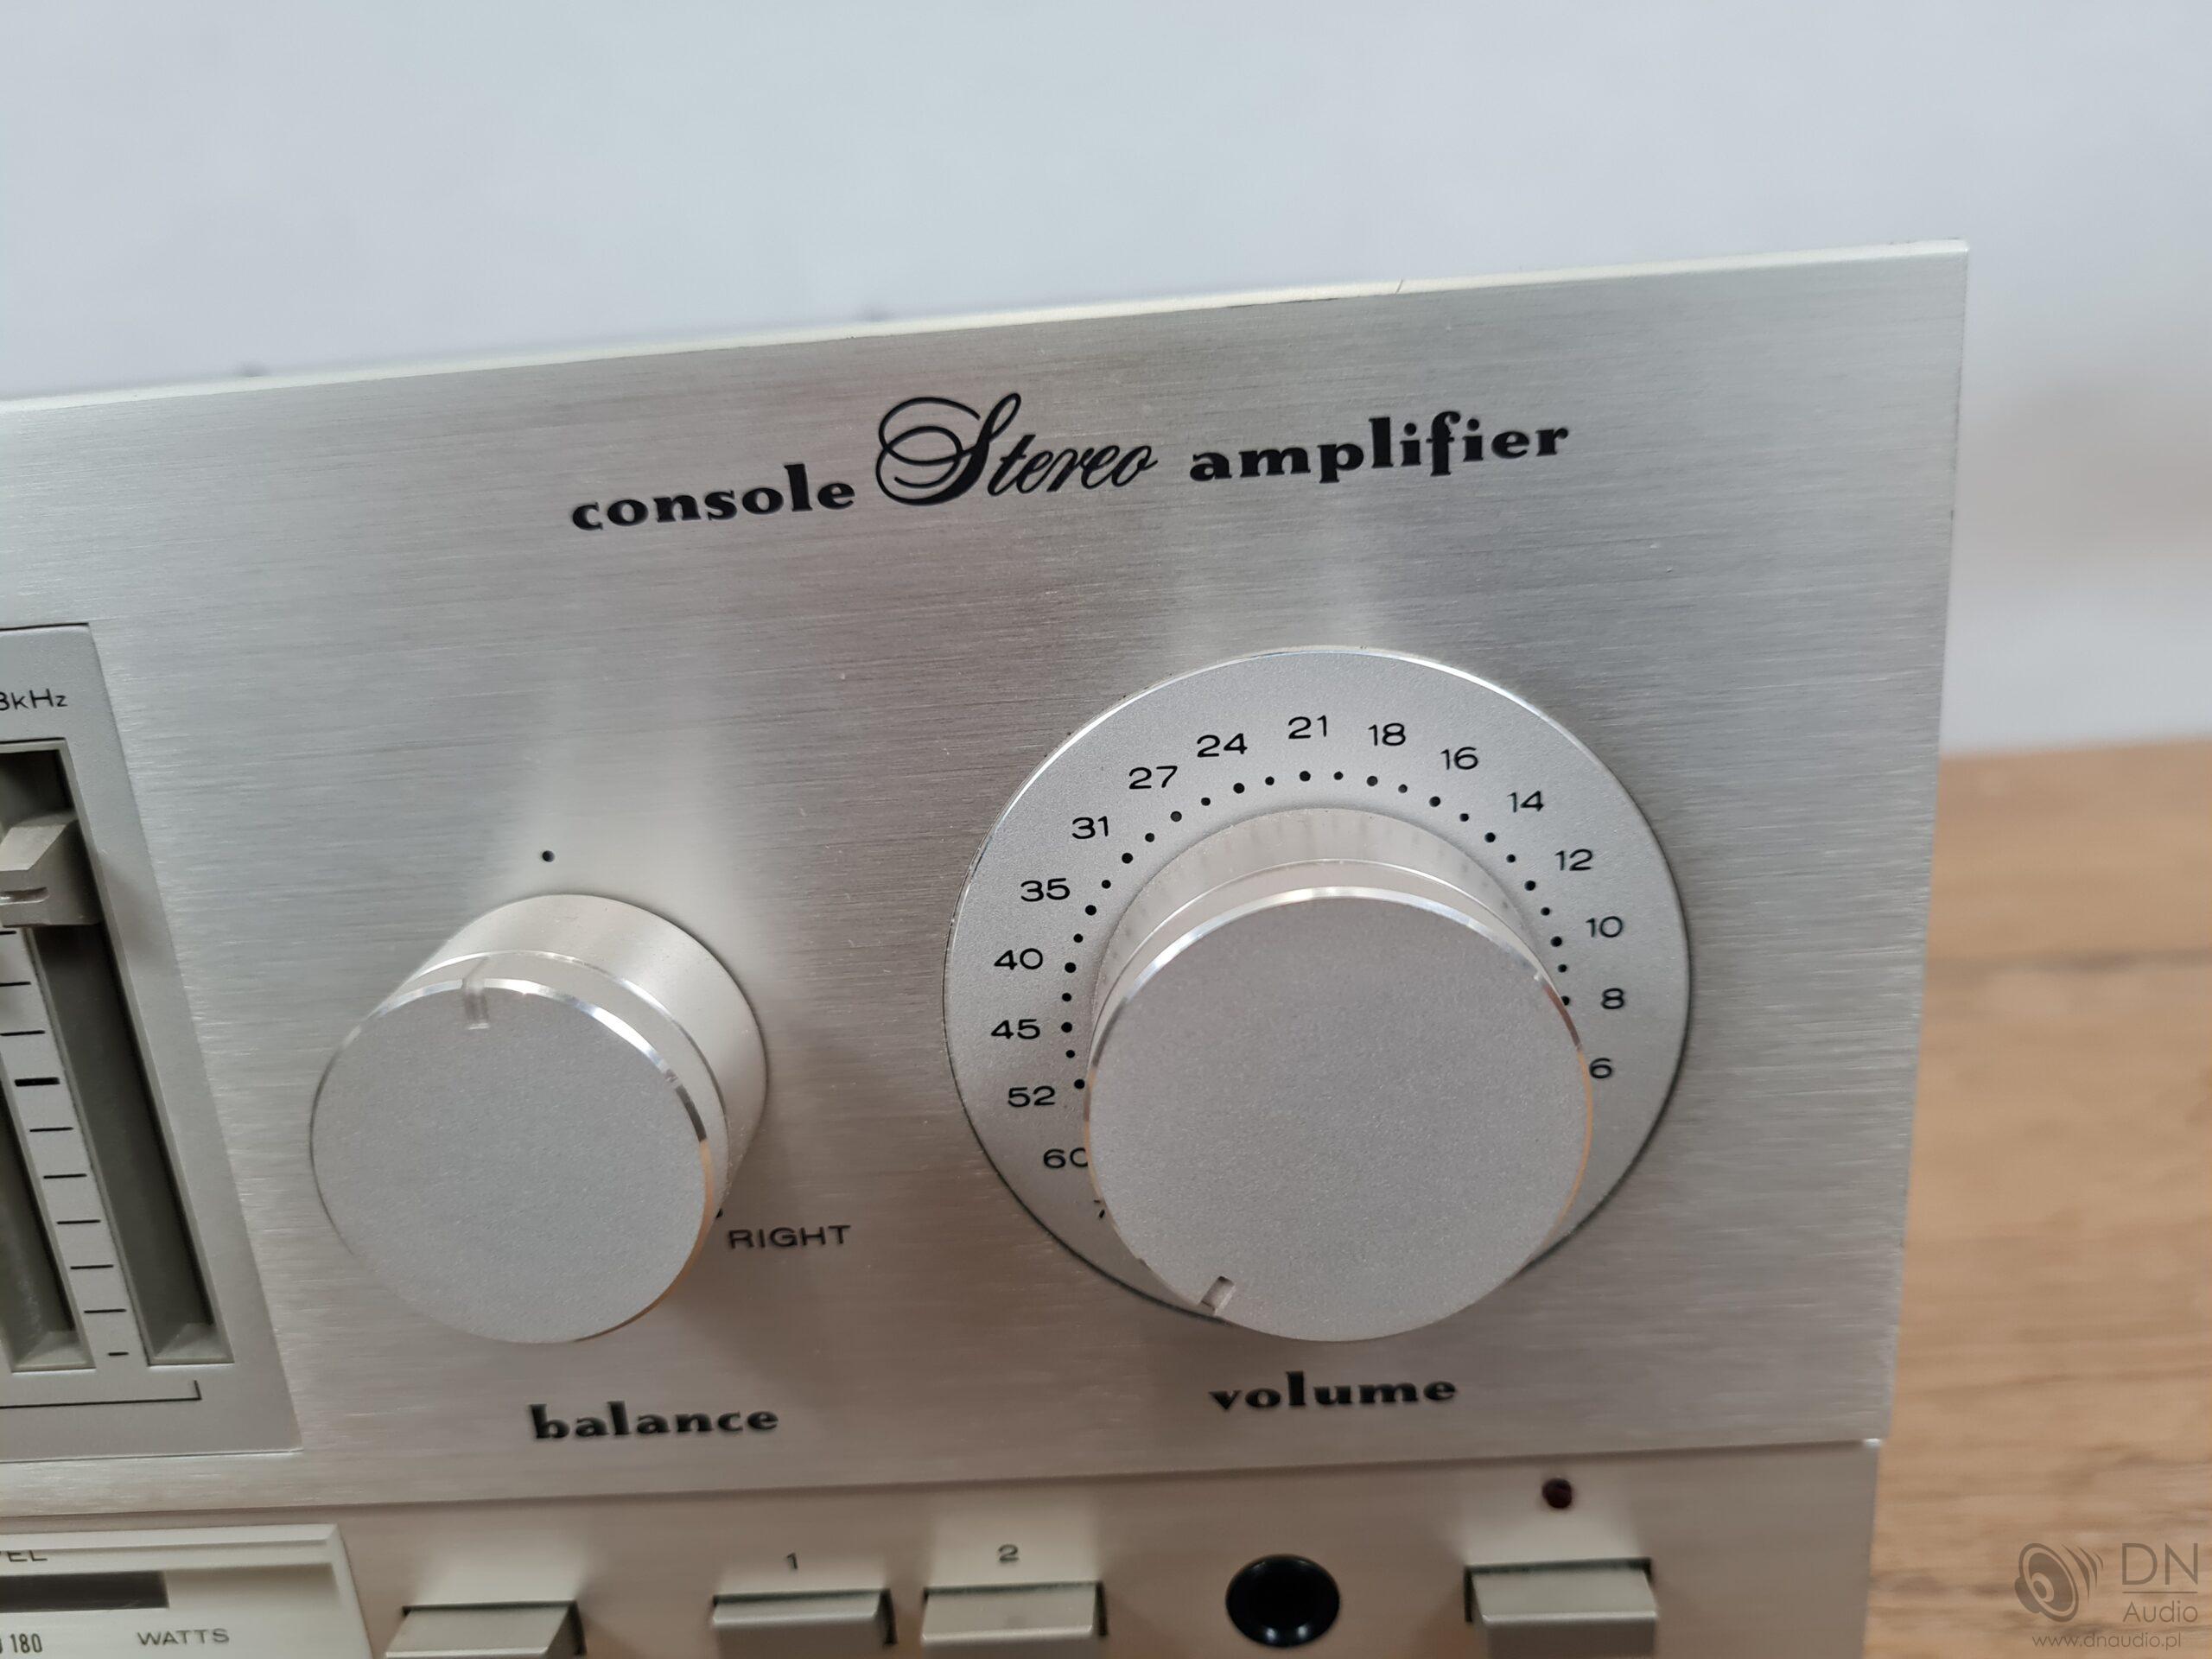 console Stereo amplifier
kHz
21
24 18
27 16
31 14
35 12
40 10
45 8
52 6
60
RIGHT
balance
volume
1 2
180 WATTS
DN
Audio
www.dnaudio.pl